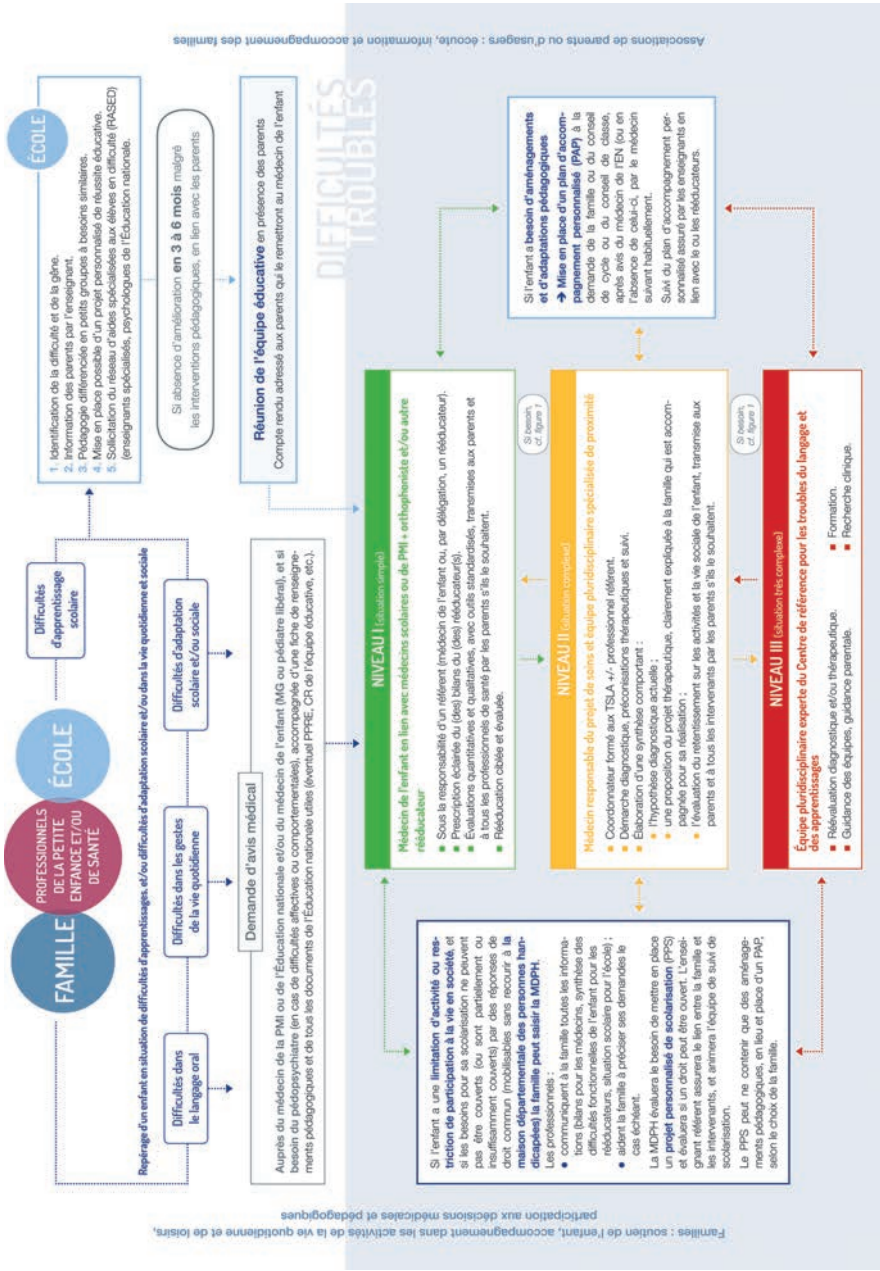 FAMILLE
PROFESSIONNELS
DE LA PETITE
ENFANCE ET/OU
DE SANTÉ
ÉCOLE
Repérage d'un enfant en situation de difficultés d'apprentissages, et/ou difficultés d'adaptation scolaire et/ou dans la vie quotidienne et sociale
Difficultés dans
le langage oral
Difficultés dans les gestes
de la vie quotidienne
Difficultés d'adaptation
scolaire et/ou sociale
Difficultés
d'apprentissage
scolaire
ÉCOLE
1. Identification de la difficulté et de la gêne.
2. Information des parents par l'enseignant.
3. Pédagogie différenciée en petits groupes à besoins similaires.
4. Mise en place possible d'un projet personnalisé de réussite éducative.
5. Sollicitation du réseau d'aides spécialisées aux élèves en difficulté (RASED)
(enseignants spécialisés, psychologues de l'Éducation nationale.
Si absence d'amélioration en 3 à 6 mois malgré
les interventions pédagogiques, en lien avec les parents
Réunion de l'équipe éducative en présence des parents
Compte rendu adressé aux parents qui le remettront au médecin de l'enfant
Demande d'avis médical
Auprès du médecin de la PMI ou de l'Éducation nationale et/ou du médecin de l'enfant (MG ou pédiatre libéral), et si
besoin du pédopsychiatre (en cas de difficultés affectives ou comportementales), accompagnée d'une fiche de renseigne-
ments pédagogiques et de tous les documents de l'Éducation nationale utiles (éventuel PPRE, CR de l'équipe éducative, etc.).
DIFFICULTÉS
TROUBLES
NIVEAU I (situation simple)
Médecin de l'enfant en lien avec médecins scolaires ou de PMI + orthophoniste et/ou autre
rééducateur
■ Sous la responsabilité d'un référent (médecin de l'enfant ou, par délégation, un rééducateur).
■ Prescription éclairée du (des) bilans du (des) rééducateur(s).
■ Évaluations quantitatives et qualitatives, avec outils standardisés, transmises aux parents et
à tous les professionnels de santé par les parents s'ils le souhaitent.
■ Rééducation ciblée et évaluée.
Si besoin,
cf. figure 1
NIVEAU II (situation complexe)
Médecin responsable du projet de soins et équipe pluridisciplinaire spécialisée de proximité
■ Coordonnateur formé aux TSLA +/- professionnel référent.
■ Démarche diagnostique, préconisations thérapeutiques et suivi.
■ Élaboration d'une synthèse comportant :
● l'hypothèse diagnostique actuelle ;
● une proposition du projet thérapeutique, clairement expliquée à la famille qui est accom-
pagnée pour sa réalisation ;
● l'évaluation du retentissement sur les activités et la vie sociale de l'enfant, transmise aux
parents et à tous les intervenants par les parents s'ils le souhaitent.
Si besoin,
cf. figure 1
NIVEAU III (situation très complexe)
Équipe pluridisciplinaire experte du Centre de référence pour les troubles du langage et
des apprentissages
■ Réévaluation diagnostique et/ou thérapeutique.
■ Guidance des équipes, guidance parentale.
■ Formation.
■ Recherche clinique.
Si l'enfant a une limitation d'activité ou res-
triction de participation à la vie en société, et
si les besoins pour sa scolarisation ne peuvent
pas être couverts (ou sont partiellement ou
insuffisamment couverts) par des réponses de
droit commun (mobilisables sans recourir à la
maison départementale des personnes han-
dicapées) la famille peut saisir la MDPH.
Les professionnels :
● communiquent à la famille toutes les informa-
tions (bilans pour les médecins, synthèse des
difficultés fonctionnelles de l'enfant pour les
rééducateurs, situation scolaire pour l'école) ;
● aident la famille à préciser ses demandes le
cas échéant.
La MDPH évaluera le besoin de mettre en place
un projet personnalisé de scolarisation (PPS)
et évaluera si un droit peut être ouvert. L'ensei-
gnant référent assurera le lien entre la famille et
les intervenants, et animera l'équipe de suivi de
scolarisation.
Le PPS peut ne contenir que des aménage-
ments pédagogiques, en lieu et place d'un PAP,
selon le choix de la famille.
Si l'enfant a besoin d'aménagements
et d'adaptations pédagogiques
➔ Mise en place d'un plan d'accom-
pagnement personnalisé (PAP) à la
demande de la famille ou du conseil
de cycle ou du conseil de classe,
après avis du médecin de l'EN (ou en
l'absence de celui-ci, par le médecin
suivant habituellement.
Suivi du plan d'accompagnement per-
sonnalisé assuré par les enseignants en
lien avec le ou les rééducateurs.
Familles : soutien de l'enfant, accompagnement dans les activités de la vie quotidienne et de loisirs,
participation aux décisions médicales et pédagogiques
Associations de parents ou d'usagers : écoute, information et accompagnement des familles